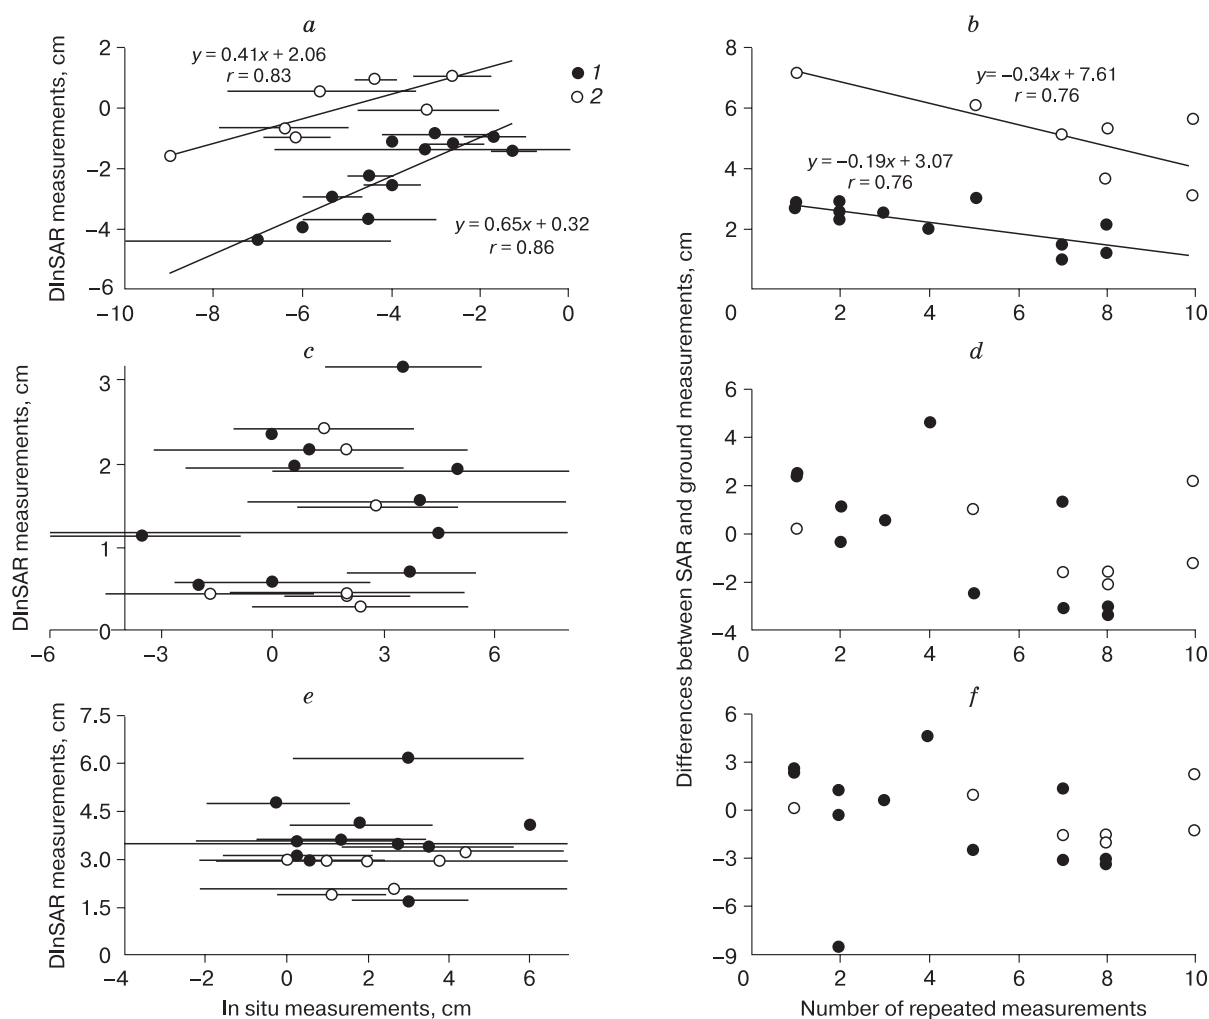 a
DInSAR measurements, cm
y = 0.41x + 2.06
r = 0.83
y = 0.65x + 0.32
r = 0.86
1
2
2
0
−2
−4
−6
−10 −8 −6 −4 −2 0
b
Differences between SAR and ground measurements, cm
y= −0.34x + 7.61
r = 0.76
y = −0.19x + 3.07
r = 0.76
8
6
4
2
0 2 4 6 8 10
c
DInSAR measurements, cm
3
2
1
0
−6 −3 0 3 6
d
6
4
2
0
−2
−4
0 2 4 6 8 10
e
DInSAR measurements, cm
7.5
6.0
4.5
3.0
1.5
0
−4 −2 0 2 4 6
In situ measurements, cm
f
6
3
0
−3
−6
−9
0 2 4 6 8 10
Number of repeated measurements